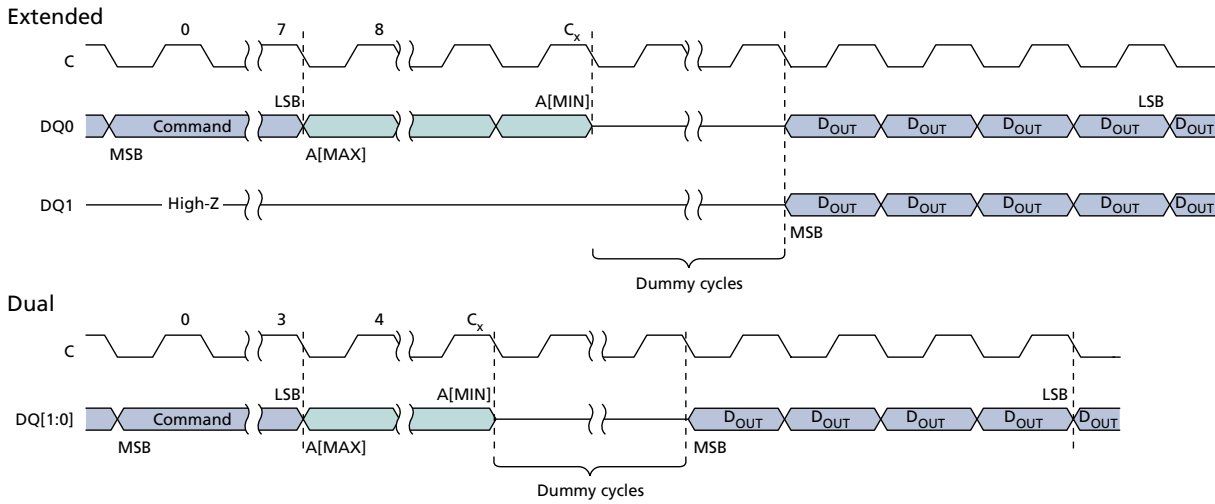 Extended
0 7 8 Cx
C
LSB A[MIN] LSB
DQ0 Command DOUT DOUT DOUT DOUT DOUT
MSB A[MAX]
DQ1 High-Z DOUT DOUT DOUT DOUT DOUT
MSB
Dummy cycles
Dual
0 3 4 Cx
C
LSB A[MIN] LSB
DQ[1:0] Command DOUT DOUT DOUT DOUT DOUT
MSB A[MAX] MSB
Dummy cycles